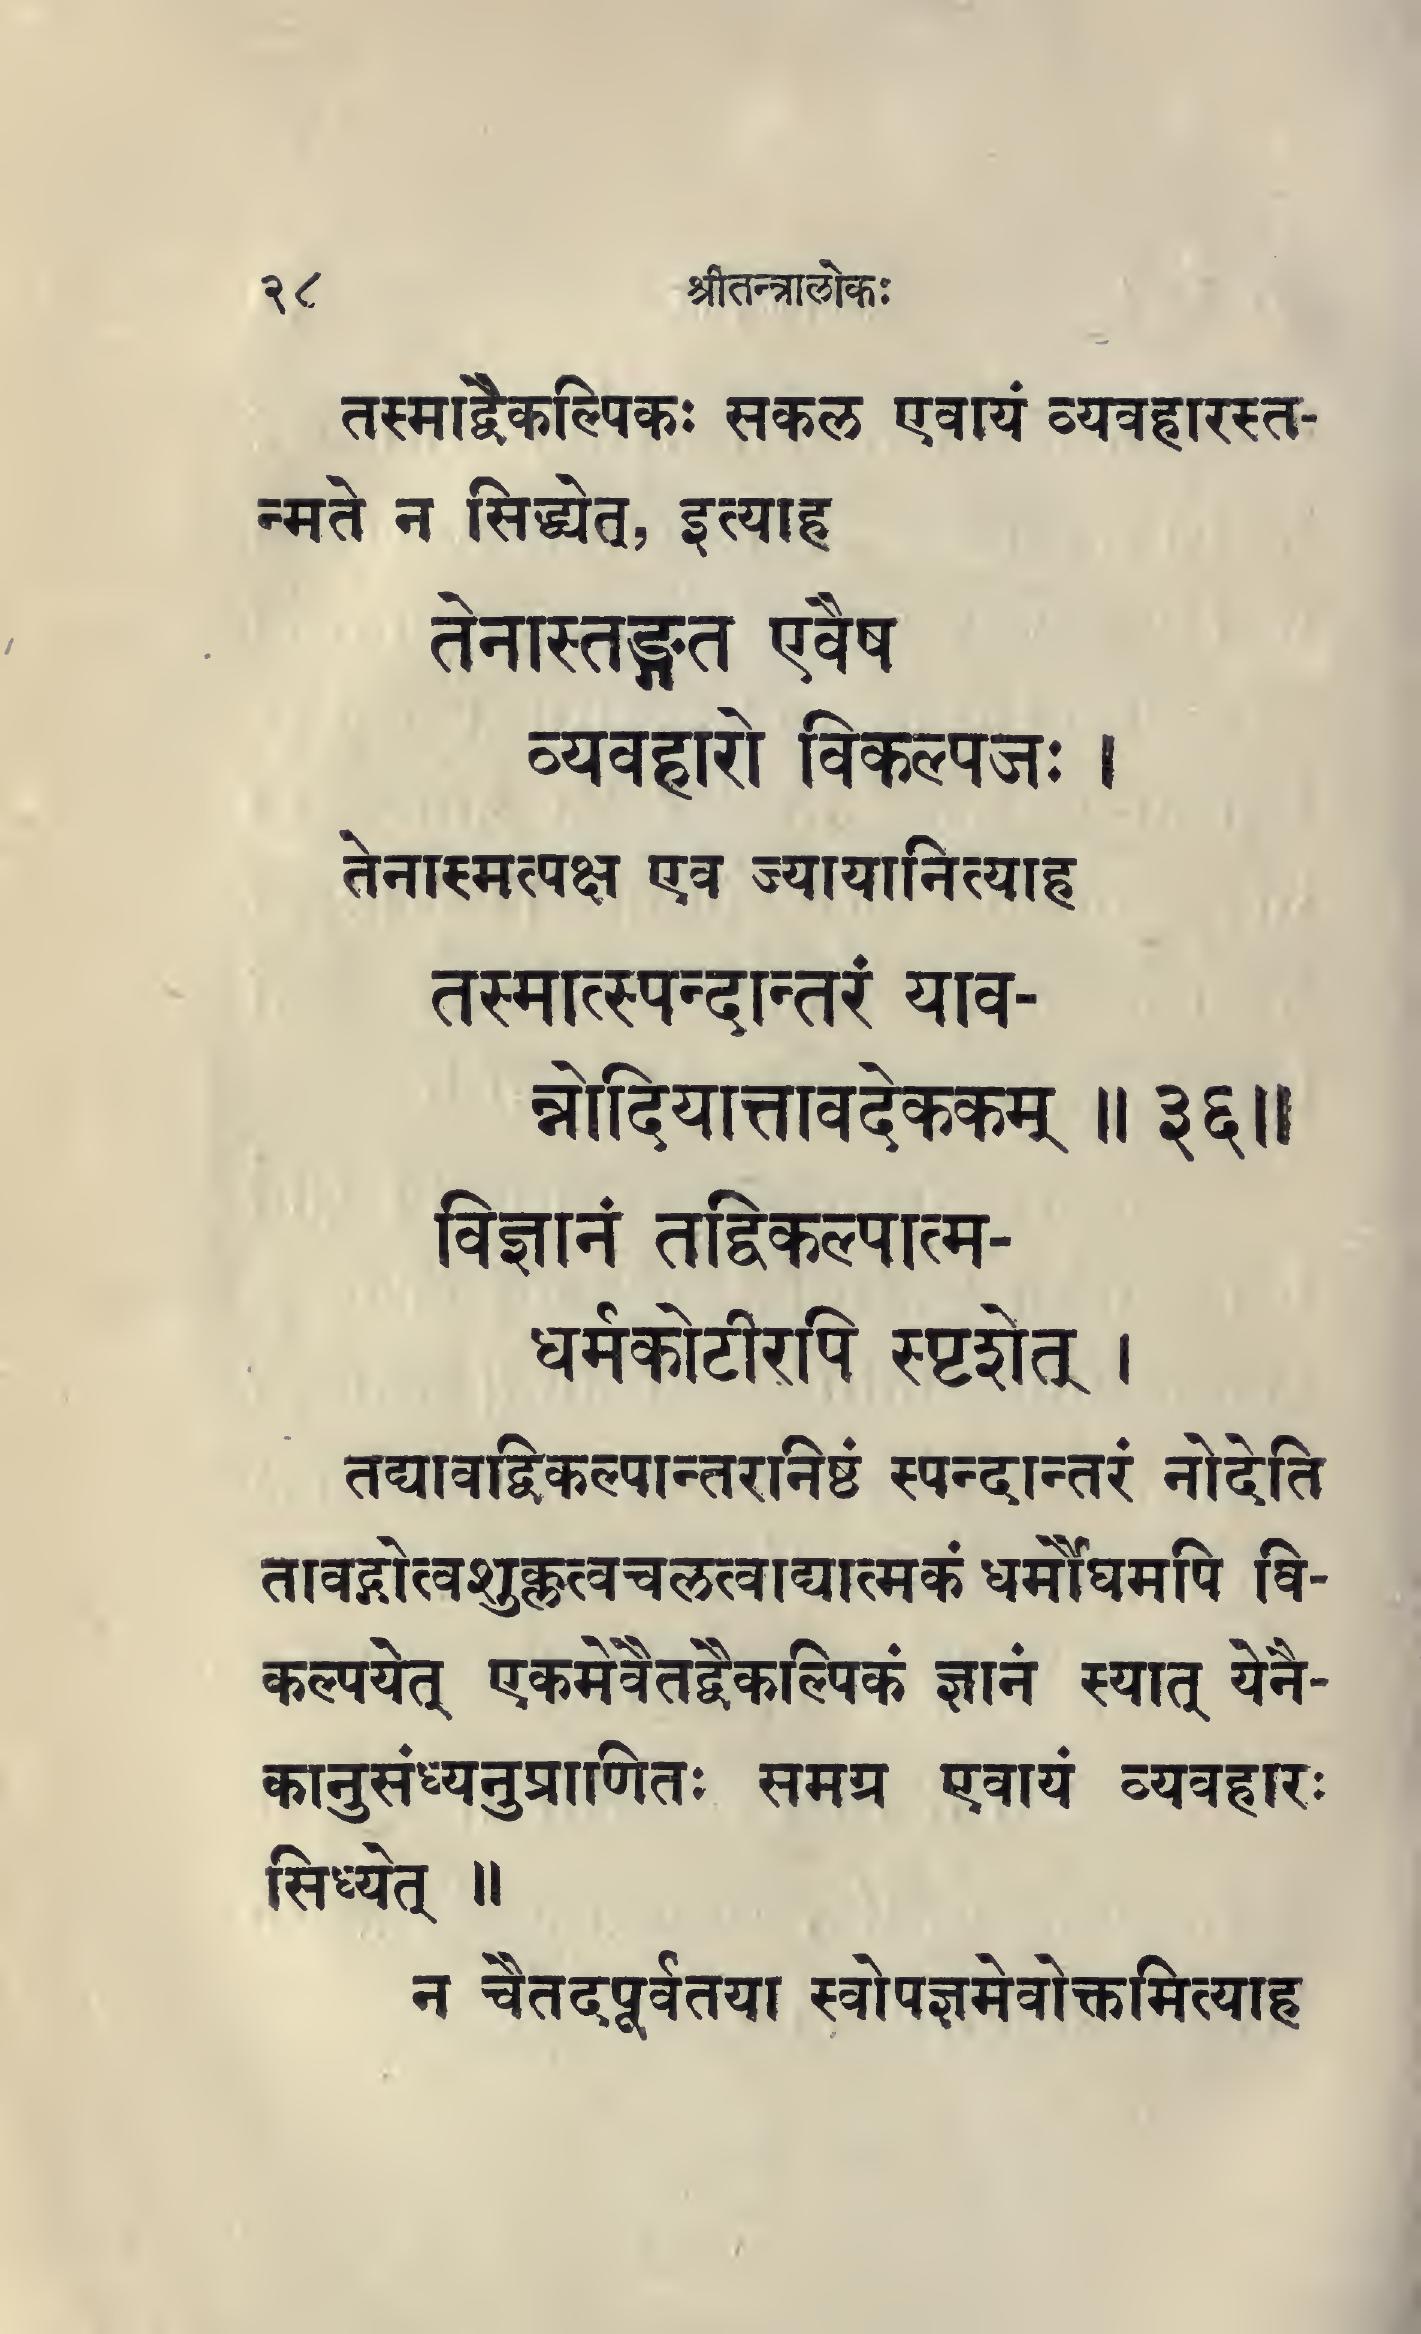 २८ श्रीतन्त्रालोकः
तस्माद्वैकल्पिकः सकल एवायं व्यवहारस्त-
न्मते न सिद्ध्येत्, इत्याह
तेनास्तङ्गत एवैष
व्यवहारो विकल्पजः ।
तेनास्मत्पक्ष एव ज्यायानित्याह
तस्मात्स्पन्दान्तरं याव-
न्नोदियात्तावदेककम् ॥ ३६॥
विज्ञानं तद्विकल्पात्म-
धर्मकोटीरपि स्पृशेत् ।
तद्यावद्विकल्पान्तरानिष्ठं स्पन्दान्तरं नोदेति
तावद्गोत्वशुक्लत्वचलत्वाद्यात्मकं धर्मौघमपि वि-
कल्पयेत् एकमेवैतद्वैकल्पिकं ज्ञानं स्यात् येनै-
कानुसंध्यनुप्राणितः समग्र एवायं व्यवहारः
सिध्येत् ॥
न चैतदपूर्वतया स्वोपज्ञमेवोक्तमित्याह